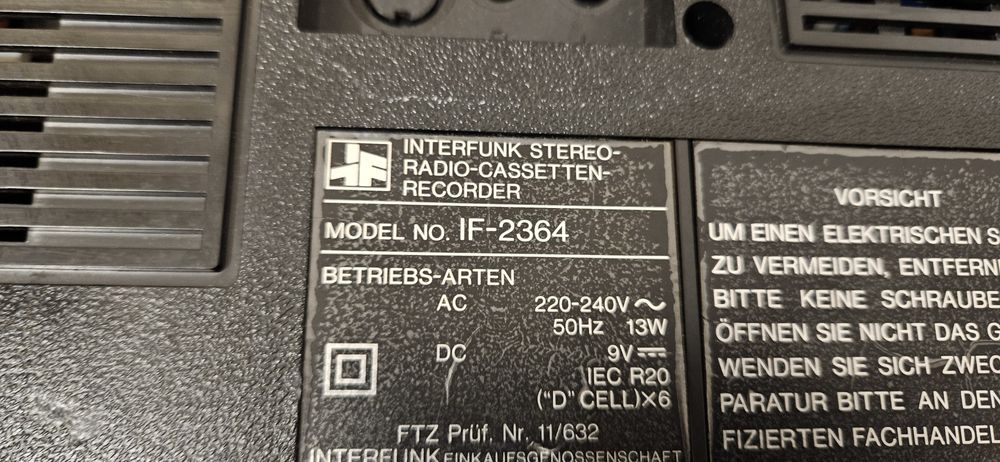 INTERFUNK STEREO-
RADIO-CASSETTEN-
RECORDER
MODEL NO. IF-2364
BETRIEBS-ARTEN
AC 220-240V ~
50Hz 13W
DC 9V ⎓
IEC R20
("D" CELL)×6
FTZ Prüf. Nr. 11/632
INTERFUNK EINKAUFSGENOSSENSCHAFT
VORSICHT
UM EINEN ELEKTRISCHEN S
ZU VERMEIDEN, ENTFERN
BITTE KEINE SCHRAUBE
ÖFFNEN SIE NICHT DAS G
WENDEN SIE SICH ZWEC
PARATUR BITTE AN DEN
FIZIERTEN FACHHANDEL